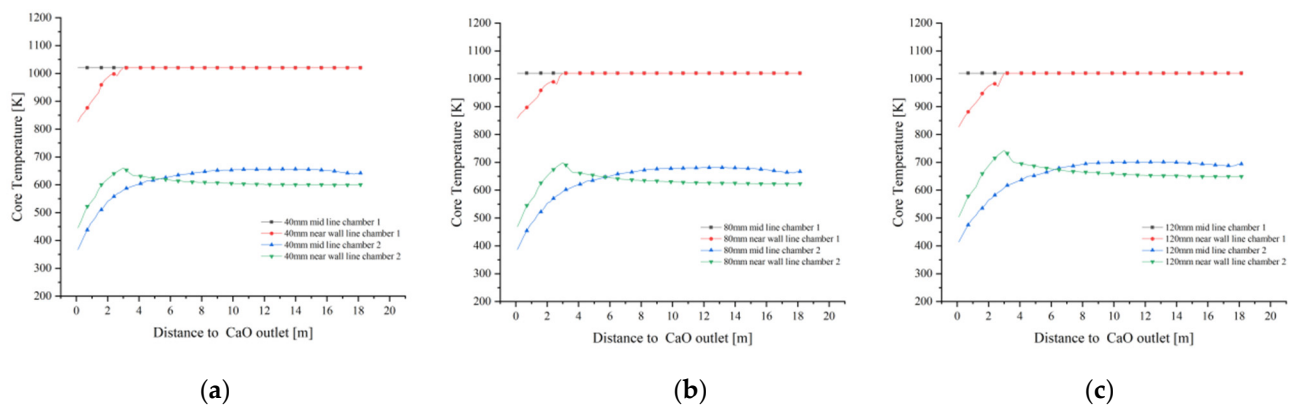 1200
1100
1000
900
800
700
600
500
400
300
200
Core Temperature [K]
40mm mid line chamber 1
40mm near wall line chamber 1
40mm mid line chamber 2
40mm near wall line chamber 2
0 2 4 6 8 10 12 14 16 18 20
Distance to CaO outlet [m]
(a)
1200
1100
1000
900
800
700
600
500
400
300
200
Core Temperature [K]
80mm mid line chamber 1
80mm near wall line chamber 1
80mm mid line chamber 2
80mm near wall line chamber 2
0 2 4 6 8 10 12 14 16 18 20
Distance to CaO outlet [m]
(b)
1200
1100
1000
900
800
700
600
500
400
300
200
Core Temperature [K]
120mm mid line chamber 1
120mm near wall line chamber 1
120mm mid line chamber 2
120mm near wall line chamber 2
0 2 4 6 8 10 12 14 16 18 20
Distance to CaO outlet [m]
(c)